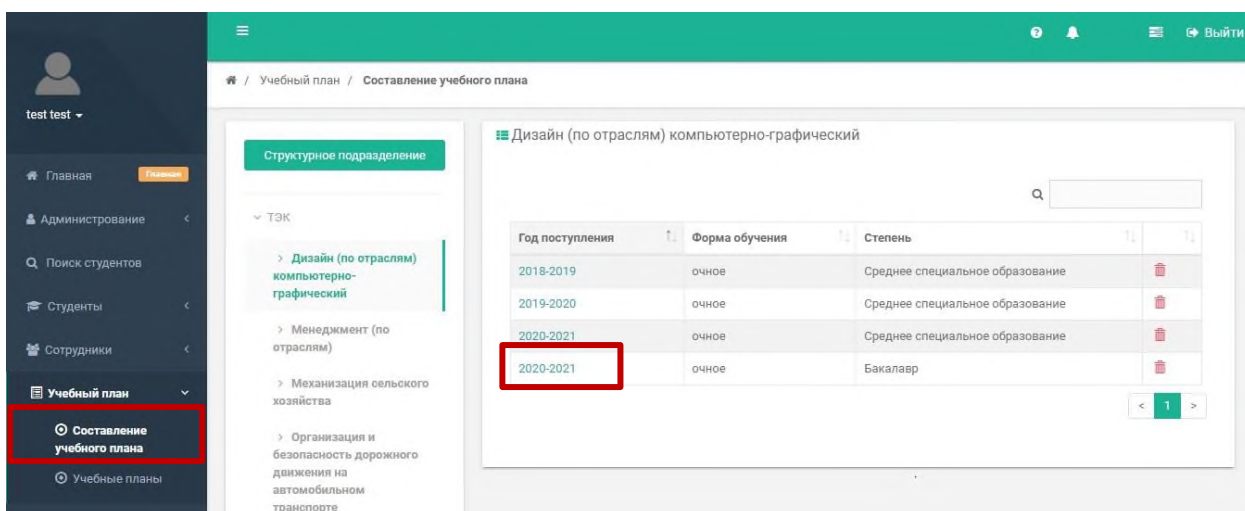 Выйти
test test
Учебный план / Составление учебного плана
Структурное подразделение
Дизайн (по отраслям) компьютерно-графический
Главная Главная
Администрирование
Поиск студентов
Студенты
Сотрудники
Учебный план
Составление
учебного плана
Учебные планы
ТЭК
> Дизайн (по отраслям)
компьютерно-
графический
> Менеджмент (по
отраслям)
> Механизация сельского
хозяйства
> Организация и
безопасность дорожного
движения на
автомобильном
транспорте
Год поступления Форма обучения Степень
2018-2019 очное Среднее специальное образование
2019-2020 очное Среднее специальное образование
2020-2021 очное Среднее специальное образование
2020-2021 очное Бакалавр
< 1 >